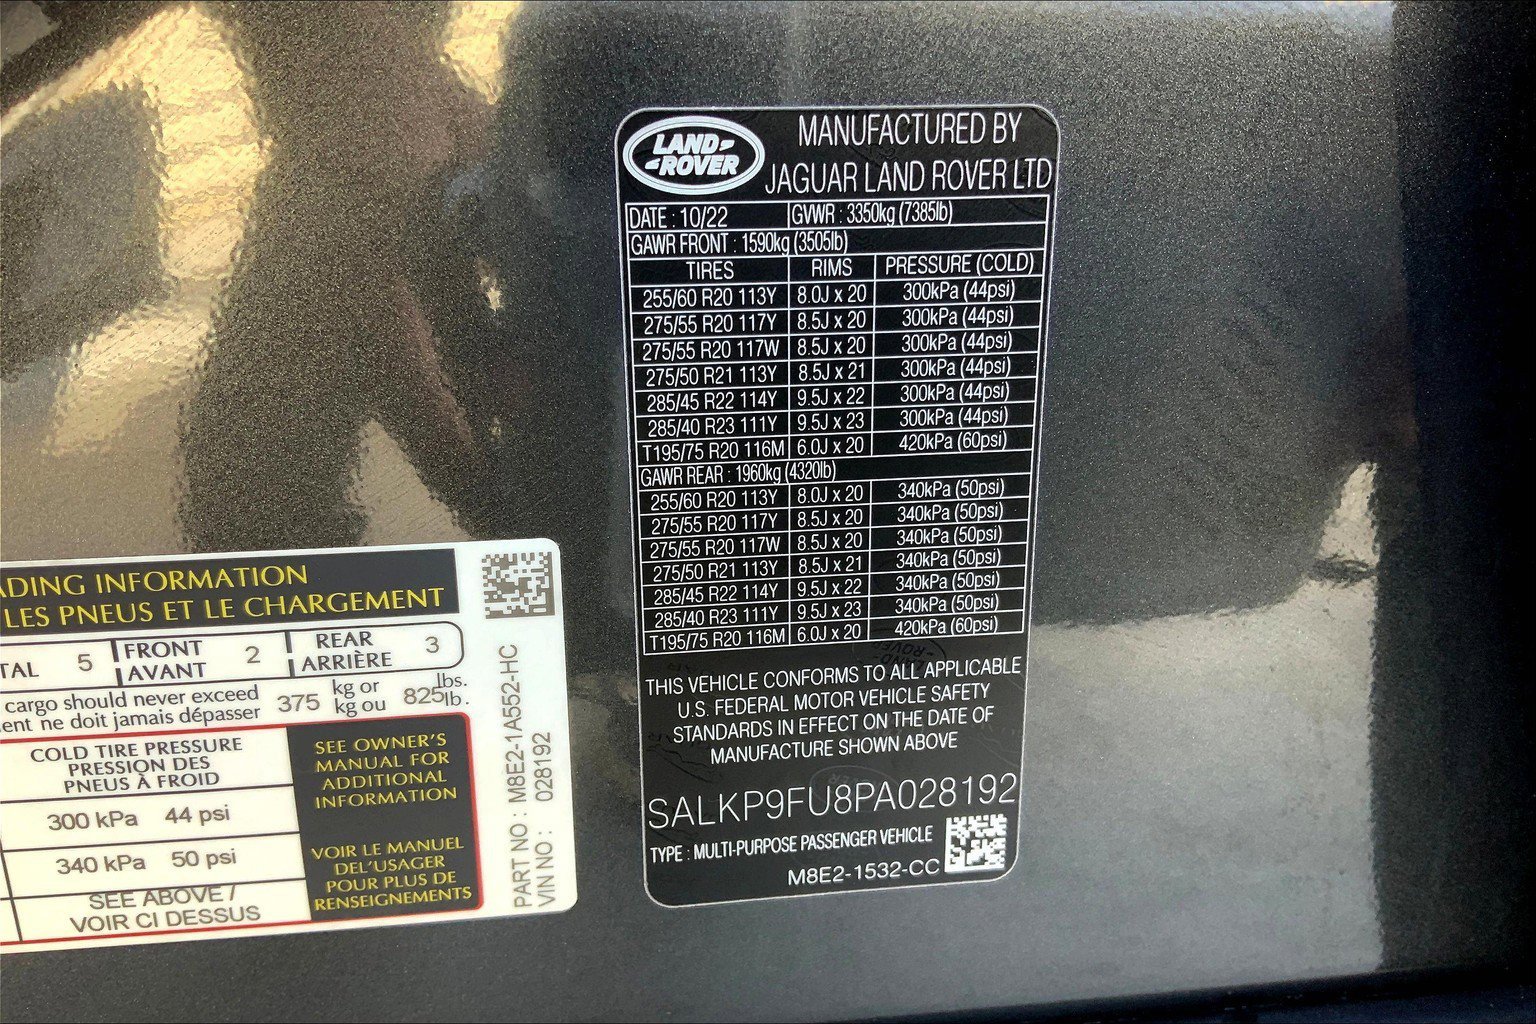 LAND
ROVER
MANUFACTURED BY
JAGUAR LAND ROVER LTD
DATE : 10/22 GVWR : 3350kg (7385lb)
GAWR FRONT : 1590kg (3505lb)
TIRES RIMS PRESSURE (COLD)
255/60 R20 113Y 8.0J x 20 300kPa (44psi)
275/55 R20 117Y 8.5J x 20 300kPa (44psi)
275/55 R20 117W 8.5J x 20 300kPa (44psi)
275/50 R21 113Y 8.5J x 21 300kPa (44psi)
285/45 R22 114Y 9.5J x 22 300kPa (44psi)
285/40 R23 111Y 9.5J x 23 300kPa (44psi)
T195/75 R20 116M 6.0J x 20 420kPa (60psi)
GAWR REAR : 1960kg (4320lb)
255/60 R20 113Y 8.0J x 20 340kPa (50psi)
275/55 R20 117Y 8.5J x 20 340kPa (50psi)
275/55 R20 117W 8.5J x 20 340kPa (50psi)
275/50 R21 113Y 8.5J x 21 340kPa (50psi)
285/45 R22 114Y 9.5J x 22 340kPa (50psi)
285/40 R23 111Y 9.5J x 23 340kPa (50psi)
T195/75 R20 116M 6.0J x 20 420kPa (60psi)
THIS VEHICLE CONFORMS TO ALL APPLICABLE
U.S. FEDERAL MOTOR VEHICLE SAFETY
STANDARDS IN EFFECT ON THE DATE OF
MANUFACTURE SHOWN ABOVE
SALKP9FU8PA028192
TYPE : MULTI-PURPOSE PASSENGER VEHICLE
M8E2-1532-CC
ADING INFORMATION
LES PNEUS ET LE CHARGEMENT
TAL 5 FRONT 2 REAR 3
AVANT ARRIÈRE
cargo should never exceed 375 kg or 825 lbs.
ent ne doit jamais dépasser kg ou lb.
COLD TIRE PRESSURE
PRESSION DES
PNEUS À FROID
300 kPa 44 psi
340 kPa 50 psi
SEE ABOVE /
VOIR CI DESSUS
SEE OWNER'S
MANUAL FOR
ADDITIONAL
INFORMATION
VOIR LE MANUEL
DEL'USAGER
POUR PLUS DE
RENSEIGNEMENTS
PART NO : M8E2-1A552-HC
VIN NO : 028192